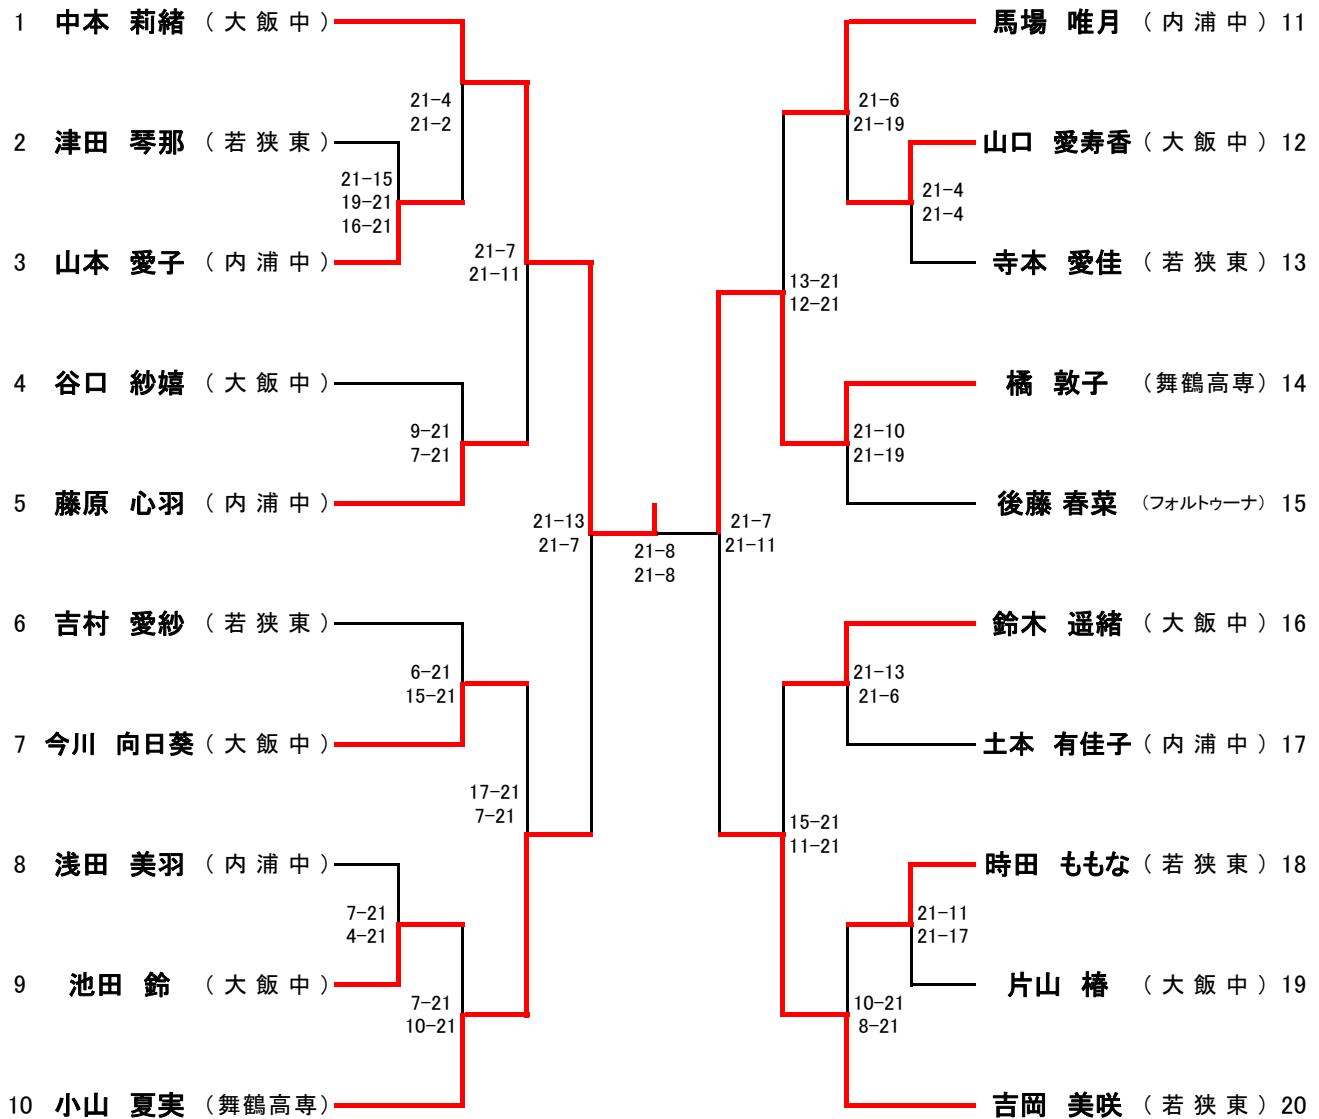 1 中本 莉緒 (大飯中)
馬場 唯月 (内浦中) 11
21-4
21-2
21-6
21-19
2 津田 琴那 (若狭東)
山口 愛寿香 (大飯中) 12
21-15
19-21
16-21
21-4
21-4
3 山本 愛子 (内浦中)
寺本 愛佳 (若狭東) 13
21-7
21-11
13-21
12-21
4 谷口 紗嬉 (大飯中)
橘 敦子 (舞鶴高専) 14
9-21
7-21
21-10
21-19
5 藤原 心羽 (内浦中)
後藤 春菜 (フォルトゥーナ) 15
21-13
21-7
21-8
21-8
21-7
21-11
6 吉村 愛紗 (若狭東)
鈴木 遥緒 (大飯中) 16
6-21
15-21
21-13
21-6
7 今川 向日葵 (大飯中)
土本 有佳子 (内浦中) 17
17-21
7-21
15-21
11-21
8 浅田 美羽 (内浦中)
時田 ももな (若狭東) 18
7-21
4-21
21-11
21-17
9 池田 鈴 (大飯中)
片山 椿 (大飯中) 19
7-21
10-21
10-21
8-21
10 小山 夏実 (舞鶴高専)
吉岡 美咲 (若狭東) 20